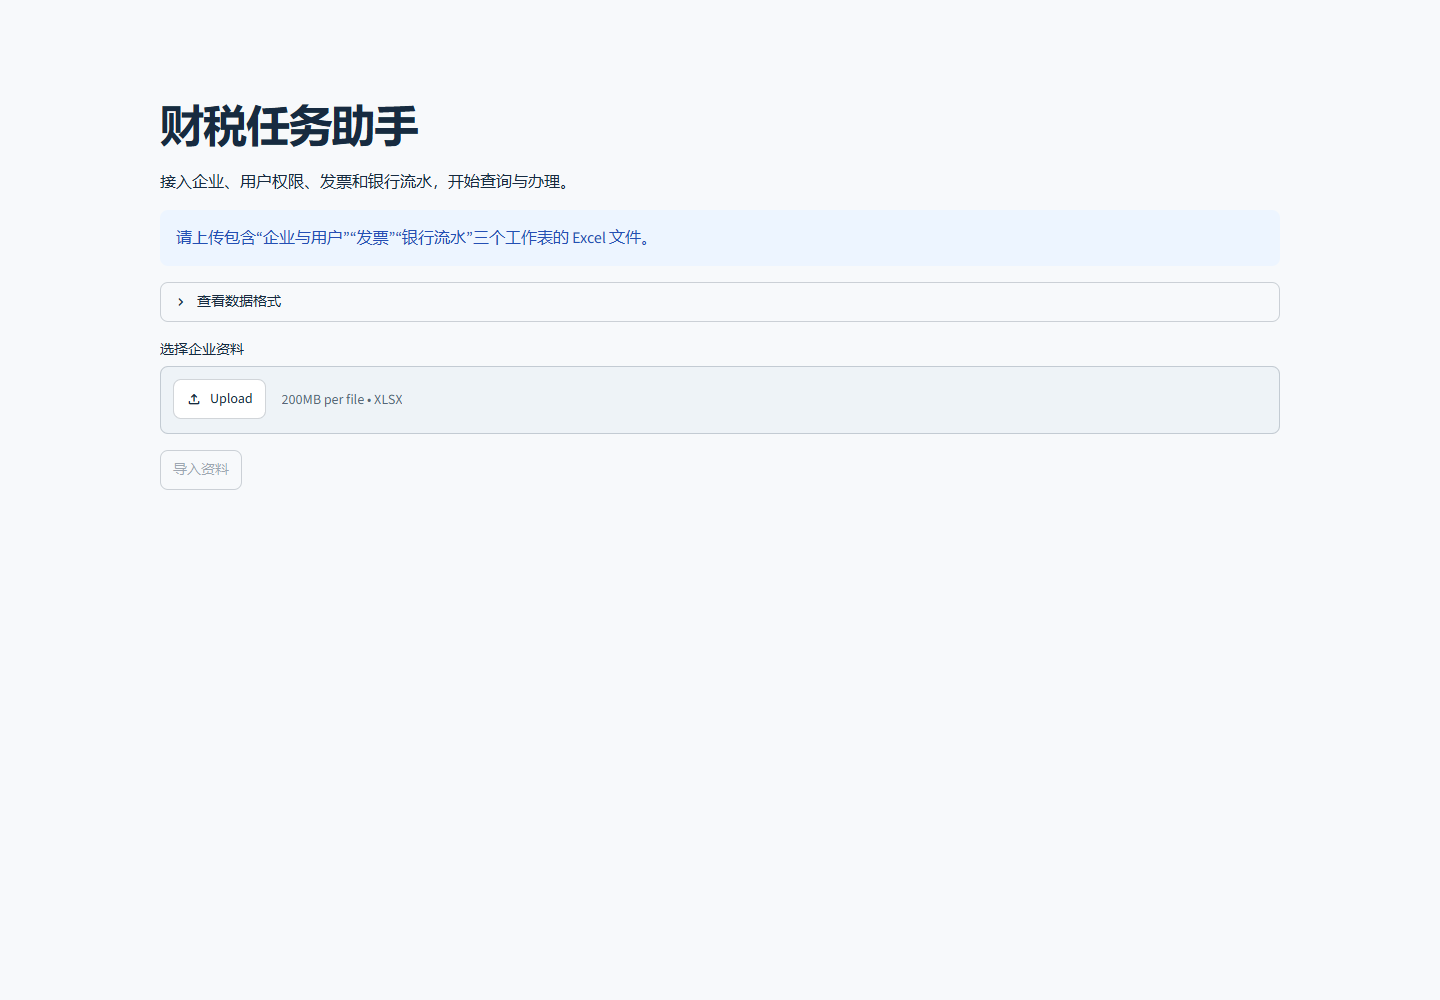 财税任务助手
接入企业、用户权限、发票和银行流水，开始查询与办理。
请上传包含“企业与用户”“发票”“银行流水”三个工作表的 Excel 文件。
查看数据格式
选择企业资料
Upload 200MB per file • XLSX
导入资料